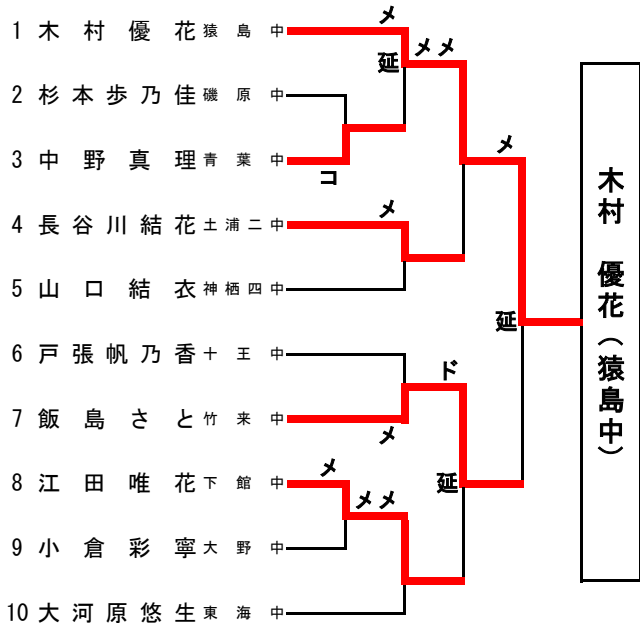 1 木村優花 猿島中
2 杉本歩乃佳 磯原中
3 中野真理 青葉中
4 長谷川結花 土浦二中
5 山口結衣 神栖四中
6 戸張帆乃香 十王中
7 飯島さと 竹来中
8 江田唯花 下館中
9 小倉彩寧 大野中
10 大河原悠生 東海中
メ
延
コ
メ
メメ
メ
延
ド
メ
延
メ
メメ
木村 優花(猿島中)